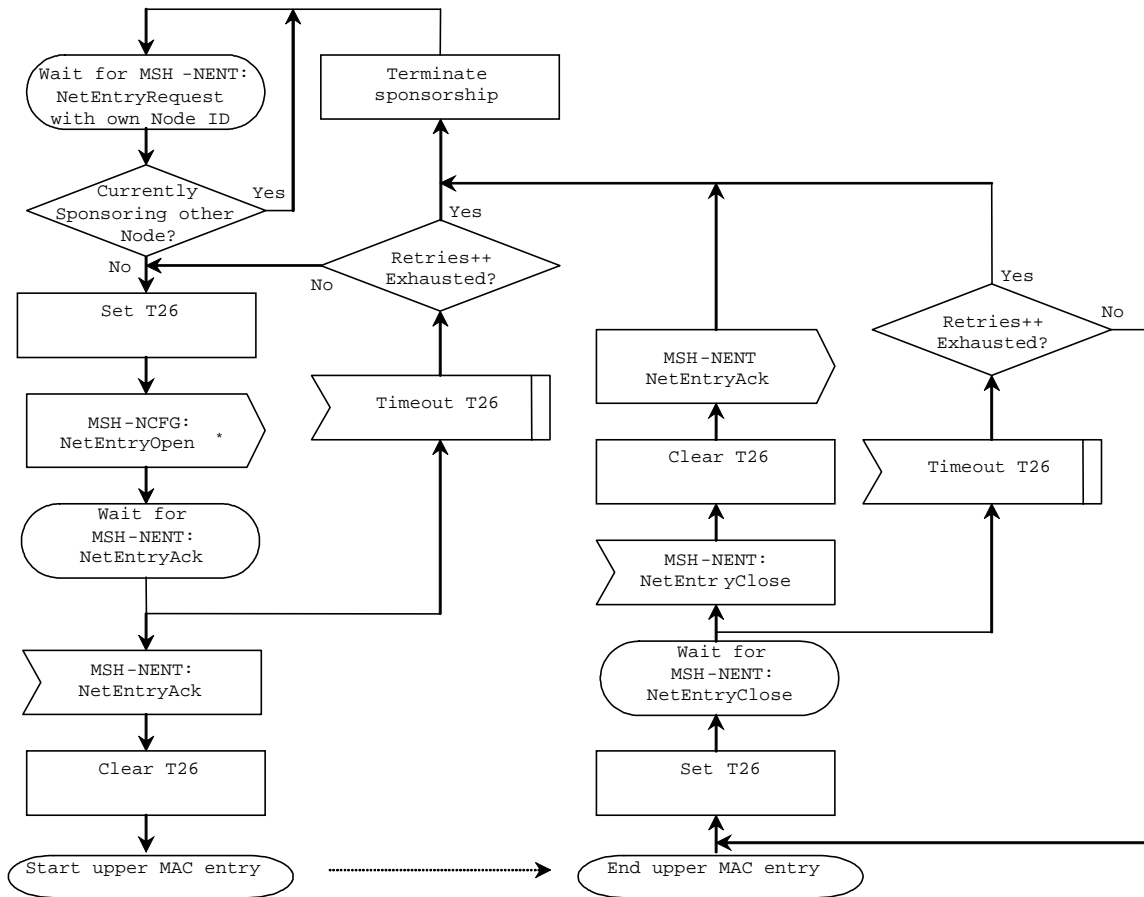 Wait for MSH -NENT:
NetEntryRequest
with own Node ID
Currently
Sponsoring other
Node?
Yes
No
Set T26
MSH-NCFG:
NetEntryOpen *
Wait for
MSH-NENT:
NetEntryAck
MSH-NENT:
NetEntryAck
Clear T26
Start upper MAC entry
Terminate
sponsorship
Yes
Retries++
Exhausted?
No
Timeout T26
MSH-NENT
NetEntryAck
Clear T26
MSH-NENT:
NetEntryClose
Wait for
MSH-NENT:
NetEntryClose
Set T26
End upper MAC entry
Yes
No
Retries++
Exhausted?
Timeout T26